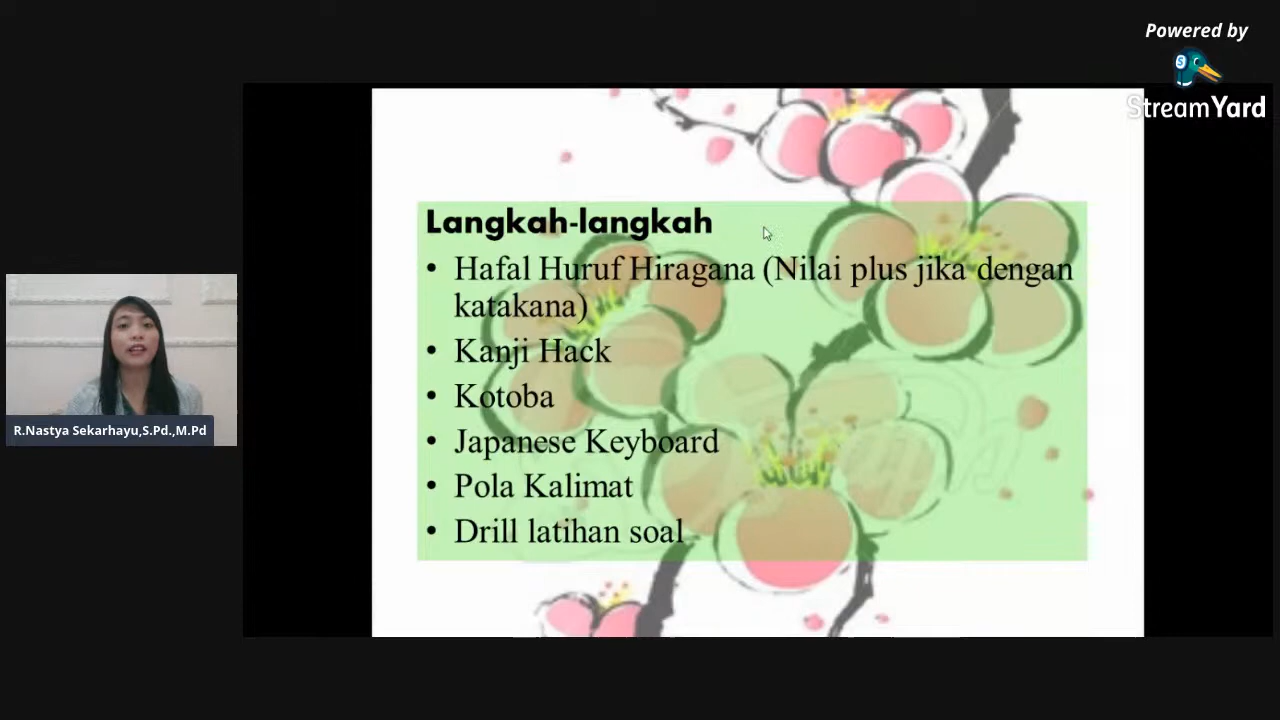 Powered by
StreamYard
Langkah-langkah
• Hafal Huruf Hiragana (Nilai plus jika dengan
katakana)
• Kanji Hack
• Kotoba
• Japanese Keyboard
• Pola Kalimat
• Drill latihan soal
R.Nastya Sekarhayu,S.Pd.,M.Pd